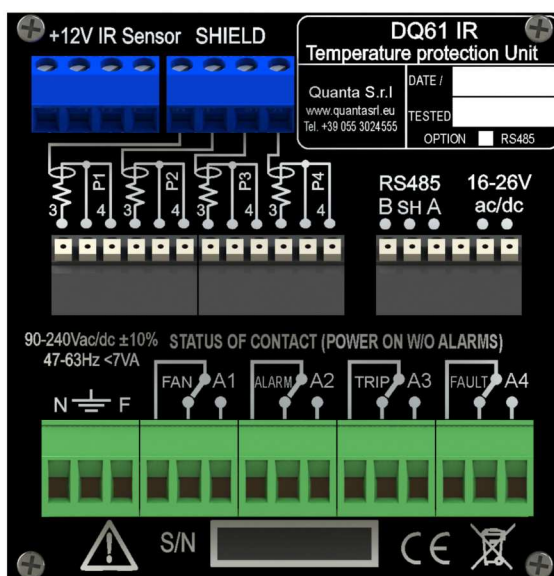 +12V IR Sensor SHIELD
DQ61 IR
Temperature protection Unit
Quanta S.r.l
www.quantasrl.eu
Tel. +39 055 3024555
DATE /
TESTED
OPTION RS485
P1 P2 P3 P4
3 4 3 4 3 4 3 4
RS485
B SH A
16-26V
ac/dc
90-240Vac/dc ±10%
47-63Hz <7VA
STATUS OF CONTACT (POWER ON W/O ALARMS)
N F
FAN A1 ALARM A2 TRIP A3 FAULT A4
S/N
CE